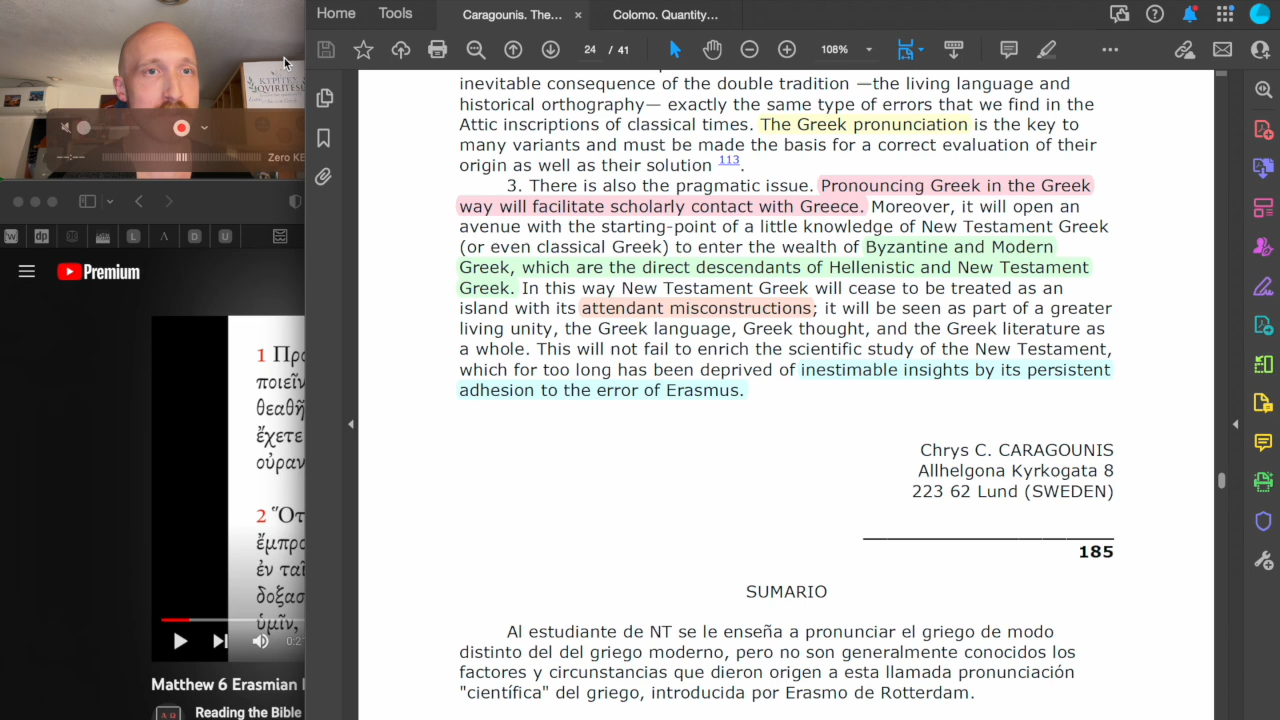 Home
Tools
Caragounis. The...
Colomo. Quantity...
24 / 41
108%
ΚΥΡΙΤΕΣ
QVIRITES
Zero KB
Premium
1 Πρ
ποιεῖν
θεαθῆ
ἔχετε
οὐραν
2 Ὅτ
ἔμπρο
ἐν ταῖ
δοξασ
ὑμῖν,
Matthew 6 Erasmian
Reading the Bible
inevitable consequence of the double tradition —the living language and
historical orthography— exactly the same type of errors that we find in the
Attic inscriptions of classical times. The Greek pronunciation is the key to
many variants and must be made the basis for a correct evaluation of their
origin as well as their solution 113.
3. There is also the pragmatic issue. Pronouncing Greek in the Greek
way will facilitate scholarly contact with Greece. Moreover, it will open an
avenue with the starting-point of a little knowledge of New Testament Greek
(or even classical Greek) to enter the wealth of Byzantine and Modern
Greek, which are the direct descendants of Hellenistic and New Testament
Greek. In this way New Testament Greek will cease to be treated as an
island with its attendant misconstructions; it will be seen as part of a greater
living unity, the Greek language, Greek thought, and the Greek literature as
a whole. This will not fail to enrich the scientific study of the New Testament,
which for too long has been deprived of inestimable insights by its persistent
adhesion to the error of Erasmus.
Chrys C. CARAGOUNIS
Allhelgona Kyrkogata 8
223 62 Lund (SWEDEN)
185
SUMARIO
Al estudiante de NT se le enseña a pronunciar el griego de modo
distinto del del griego moderno, pero no son generalmente conocidos los
factores y circunstancias que dieron origen a esta llamada pronunciación
"científica" del griego, introducida por Erasmo de Rotterdam.